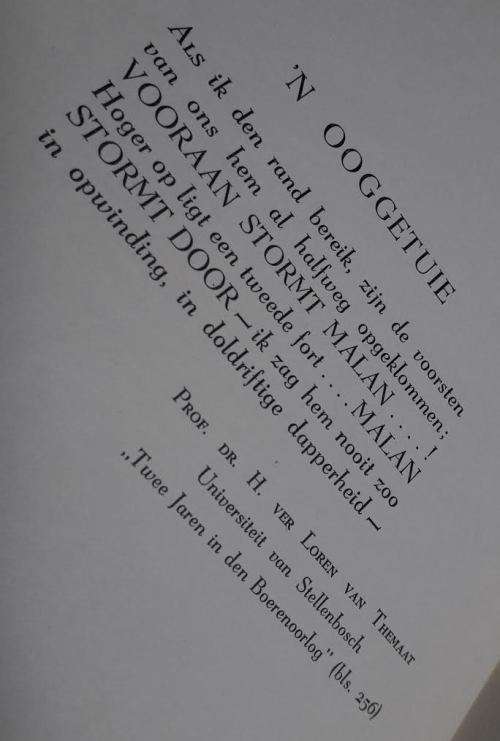 'N OOGGETUIE
Als ik den rand bereik, zijn de voorsten
van ons hem al halfweg opgeklommen;
VOORAAN STORMT MALAN . . . . !
Hoger op ligt een tweede fort . . . . MALAN
STORMT DOOR — ik zag hem nooit zoo
in opwinding, in doldriftige dapperheid —
Prof. dr. H. ver Loren van Themaat
Universiteit van Stellenbosch
„Twee Jaren in den Boerenoorlog" (bls. 256)